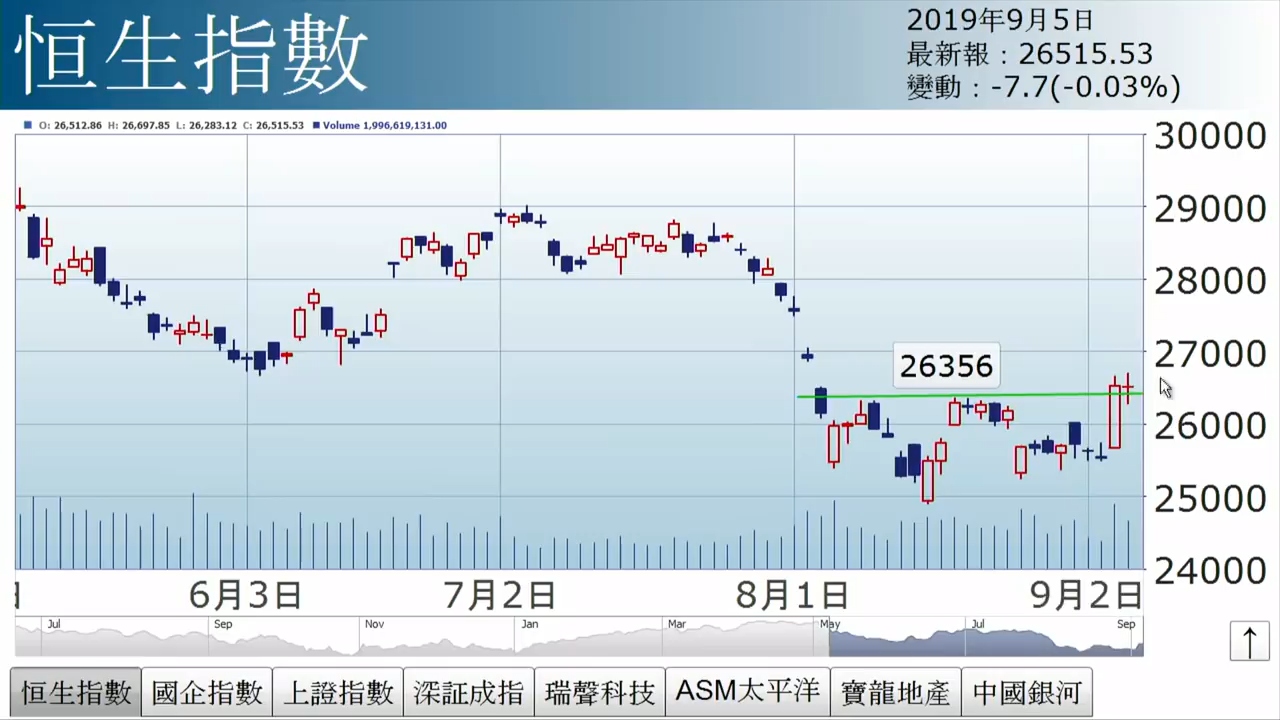 恒生指數
2019年9月5日
最新報：26515.53
變動：-7.7(-0.03%)
O: 26,512.86 H: 26,697.85 L: 26,283.12 C: 26,515.53 Volume 1,996,619,131.00
30000
29000
28000
27000
26356
26000
25000
24000
6月3日 7月2日 8月1日 9月2日
Jul Sep Nov Jan Mar May Jul Sep
恒生指數 國企指數 上證指數 深証成指 瑞聲科技 ASM太平洋 寶龍地產 中國銀河